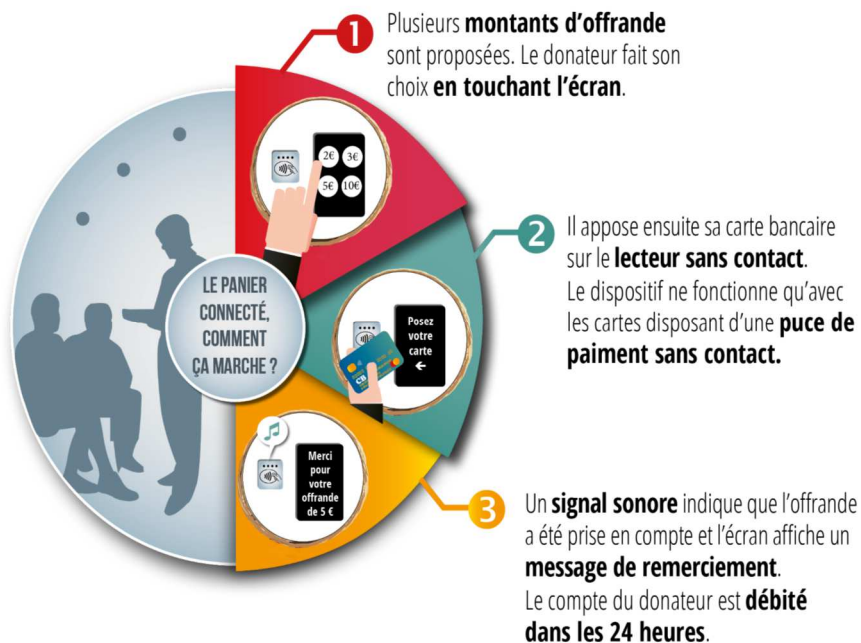 1
Plusieurs montants d’offrande
sont proposées. Le donateur fait son
choix en touchant l’écran.
2€ 3€
5€ 10€
LE PANIER
CONNECTÉ,
COMMENT
ÇA MARCHE ?
2
Il appose ensuite sa carte bancaire
sur le lecteur sans contact.
Le dispositif ne fonctionne qu’avec
les cartes disposant d’une puce de
paiment sans contact.
Posez
votre
carte
←
CB
3
Un signal sonore indique que l’offrande
a été prise en compte et l’écran affiche un
message de remerciement.
Le compte du donateur est débité
dans les 24 heures.
Merci
pour
votre
offrande
de 5 €